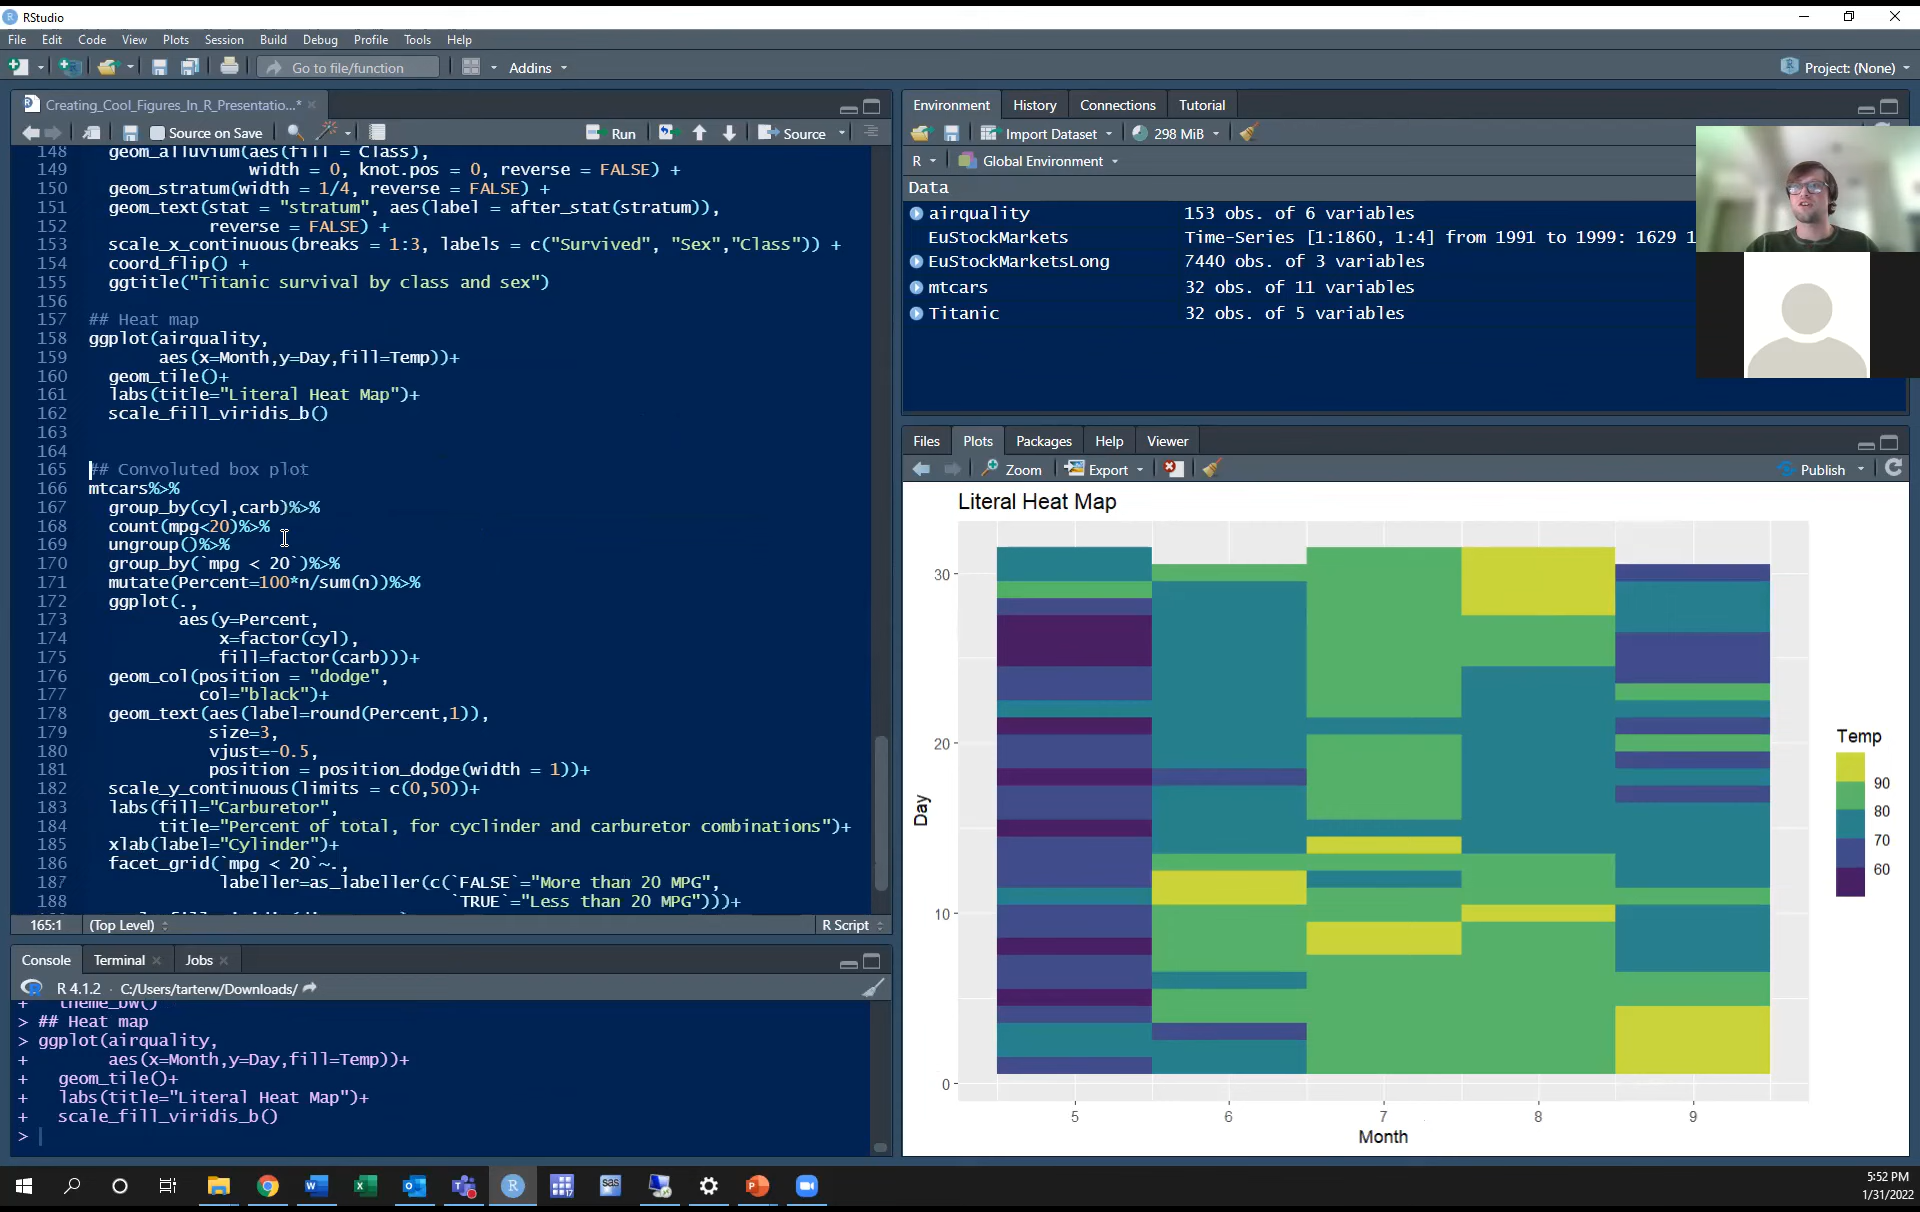 RStudio
File Edit Code View Plots Session Build Debug Profile Tools Help
Go to file/function Addins Project: (None)
Creating_Cool_Figures_In_R_Presentatio...*
Source on Save Run Source
148 geom_alluvium(aes(fill = Class),
149 width = 0, knot.pos = 0, reverse = FALSE) +
150 geom_stratum(width = 1/4, reverse = FALSE) +
151 geom_text(stat = "stratum", aes(label = after_stat(stratum)),
152 reverse = FALSE) +
153 scale_x_continuous(breaks = 1:3, labels = c("Survived", "Sex","Class")) +
154 coord_flip() +
155 ggtitle("Titanic survival by class and sex")
156
157 ## Heat map
158 ggplot(airquality,
159 aes(x=Month,y=Day,fill=Temp))+
160 geom_tile()+
161 labs(title="Literal Heat Map")+
162 scale_fill_viridis_b()
163
164
165 ## Convoluted box plot
166 mtcars%>%
167 group_by(cyl,carb)%>%
168 count(mpg<20)%>%
169 ungroup()%>%
170 group_by(`mpg < 20`)%>%
171 mutate(Percent=100*n/sum(n))%>%
172 ggplot(.,
173 aes(y=Percent,
174 x=factor(cyl),
175 fill=factor(carb)))+
176 geom_col(position = "dodge",
177 col="black")+
178 geom_text(aes(label=round(Percent,1)),
179 size=3,
180 vjust=-0.5,
181 position = position_dodge(width = 1))+
182 scale_y_continuous(limits = c(0,50))+
183 labs(fill="Carburetor",
184 title="Percent of total, for cyclinder and carburetor combinations")+
185 xlab("Cylinder")+
186 facet_grid(`mpg < 20`~.,
187 labeller=as_labeller(c(`FALSE`="More than 20 MPG",
188 `TRUE`="Less than 20 MPG")))+
165:1 (Top Level) R Script
Console Terminal Jobs
R 4.1.2 · C:/Users/tarterw/Downloads/
+ theme_bw()
> ## Heat map
> ggplot(airquality,
+ aes(x=Month,y=Day,fill=Temp))+
+ geom_tile()+
+ labs(title="Literal Heat Map")+
+ scale_fill_viridis_b()
>
Environment History Connections Tutorial
Import Dataset 298 MiB
R Global Environment
Data
airquality 153 obs. of 6 variables
EuStockMarkets Time-Series [1:1860, 1:4] from 1991 to 1999: 1629 1
EuStockMarketsLong 7440 obs. of 3 variables
mtcars 32 obs. of 11 variables
Titanic 32 obs. of 5 variables
Files Plots Packages Help Viewer
Zoom Export Publish
Literal Heat Map
30
20
10
0
Day
5 6 7 8 9
Month
Temp
90
80
70
60
5:52 PM
1/31/2022